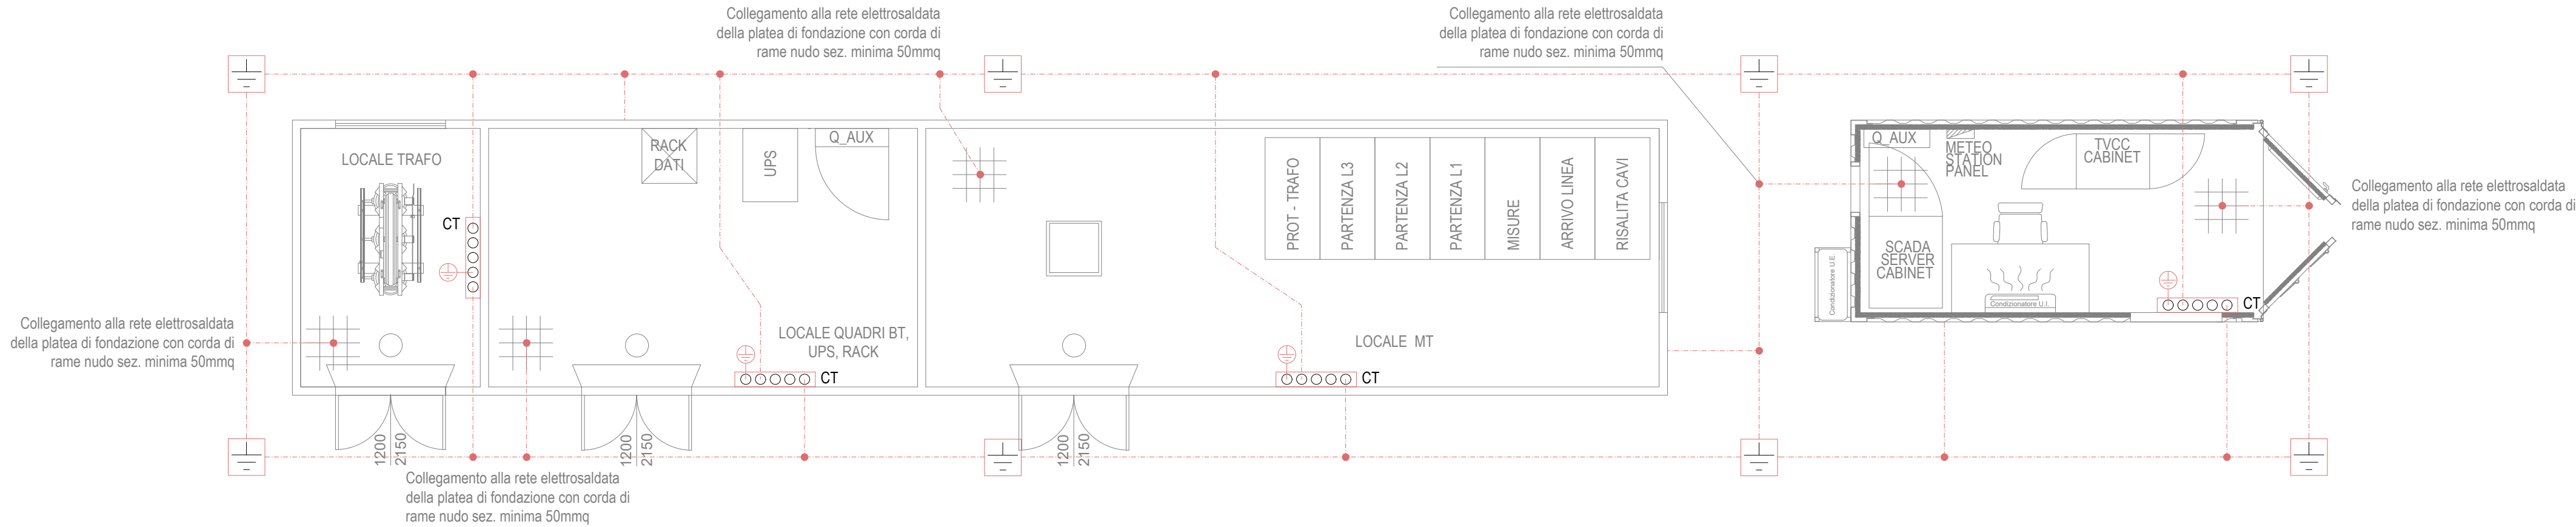 Collegamento alla rete elettrosaldata
della platea di fondazione con corda di
rame nudo sez. minima 50mmq
Collegamento alla rete elettrosaldata
della platea di fondazione con corda di
rame nudo sez. minima 50mmq
LOCALE TRAFO
CT
RACK
DATI
UPS
Q_AUX
LOCALE QUADRI BT,
UPS, RACK
CT
PROT - TRAFO
PARTENZA L3
PARTENZA L2
PARTENZA L1
MISURE
ARRIVO LINEA
RISALITA CAVI
LOCALE MT
CT
Q_AUX
METEO
STATION
PANEL
TVCC
CABINET
SCADA
SERVER
CABINET
Condizionatore U.E.
Condizionatore U.I.
CT
Collegamento alla rete elettrosaldata
della platea di fondazione con corda di
rame nudo sez. minima 50mmq
Collegamento alla rete elettrosaldata
della platea di fondazione con corda di
rame nudo sez. minima 50mmq
1200
2150
1200
2150
1200
2150
Collegamento alla rete elettrosaldata
della platea di fondazione con corda di
rame nudo sez. minima 50mmq